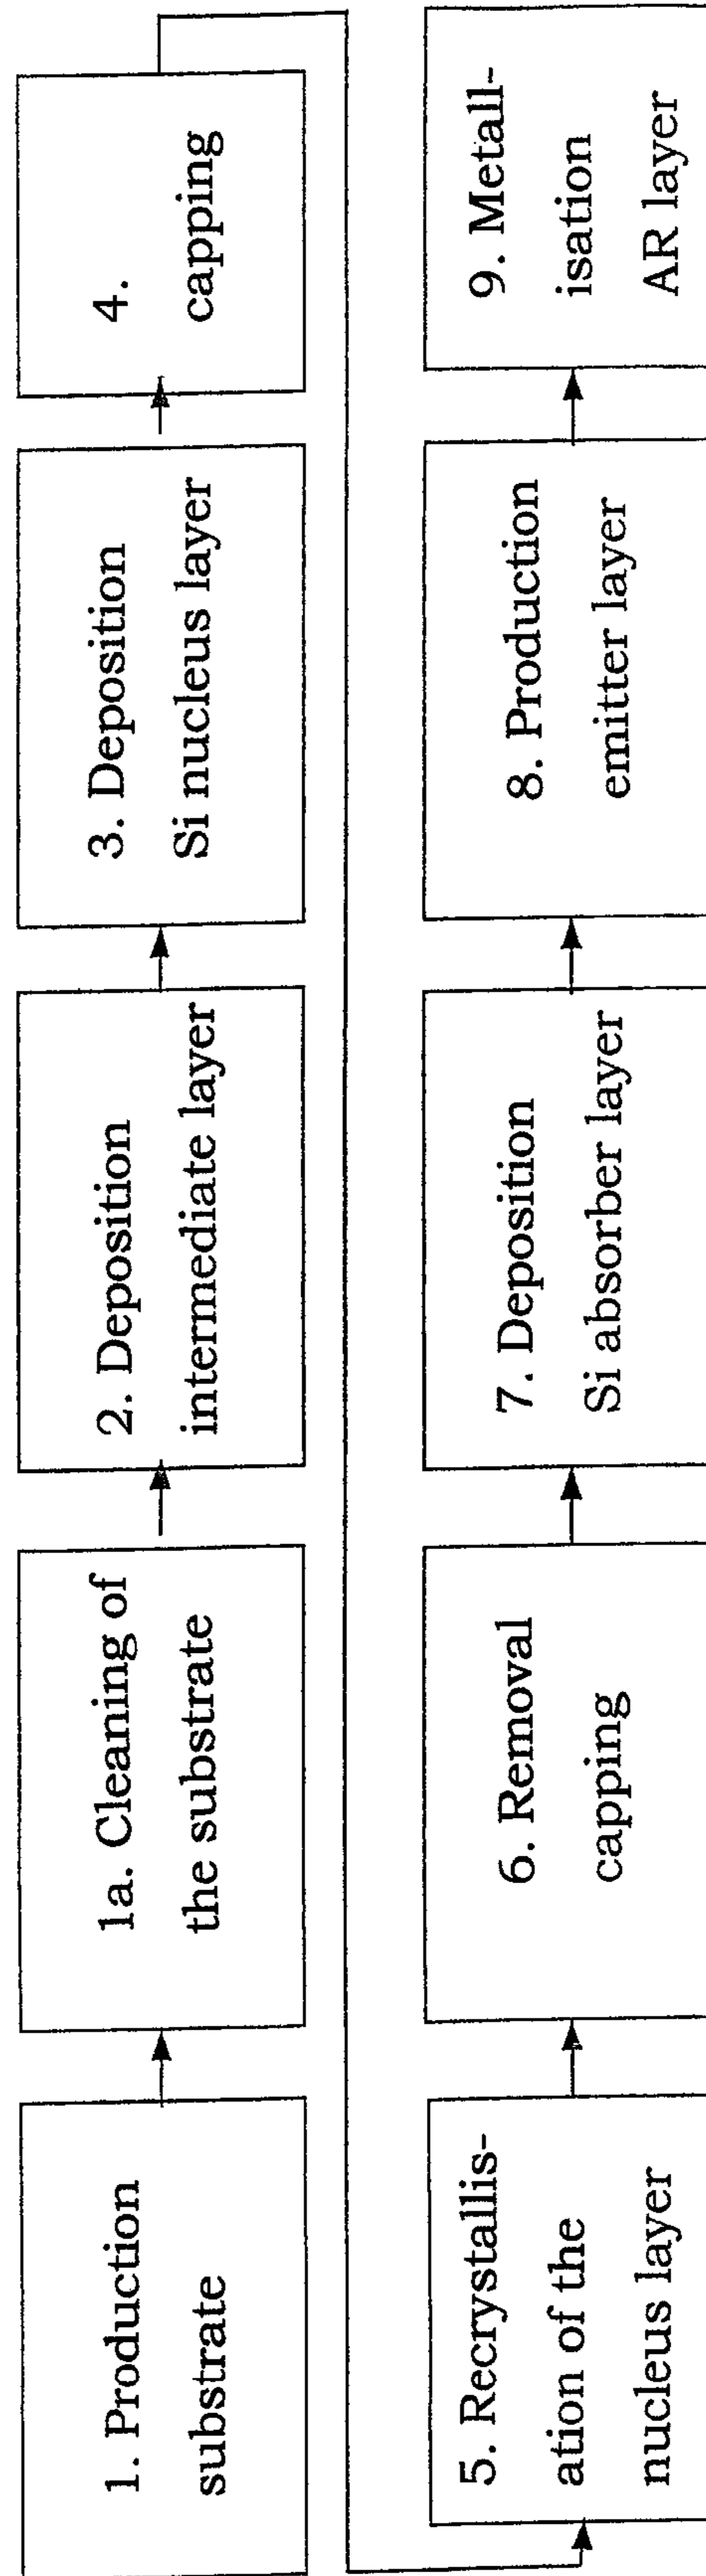 1. Production
substrate
1a. Cleaning of
the substrate
2. Deposition
intermediate layer
3. Deposition
Si nucleus layer
4.
capping
5. Recrystallis-
ation of the
nucleus layer
6. Removal
capping
7. Deposition
Si absorber layer
8. Production
emitter layer
9. Metall-
isation
AR layer